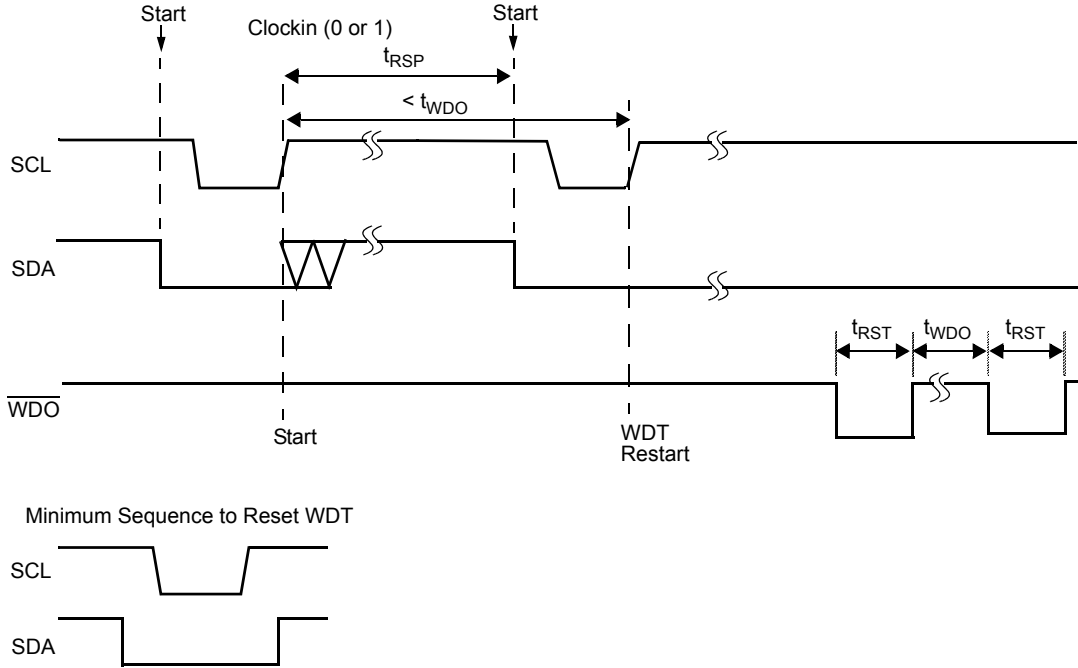 Start
Start
Clockin (0 or 1)
tRSP
< tWDO
SCL
SDA
tRST
tWDO
tRST
WDO
Start
WDT
Restart
Minimum Sequence to Reset WDT
SCL
SDA